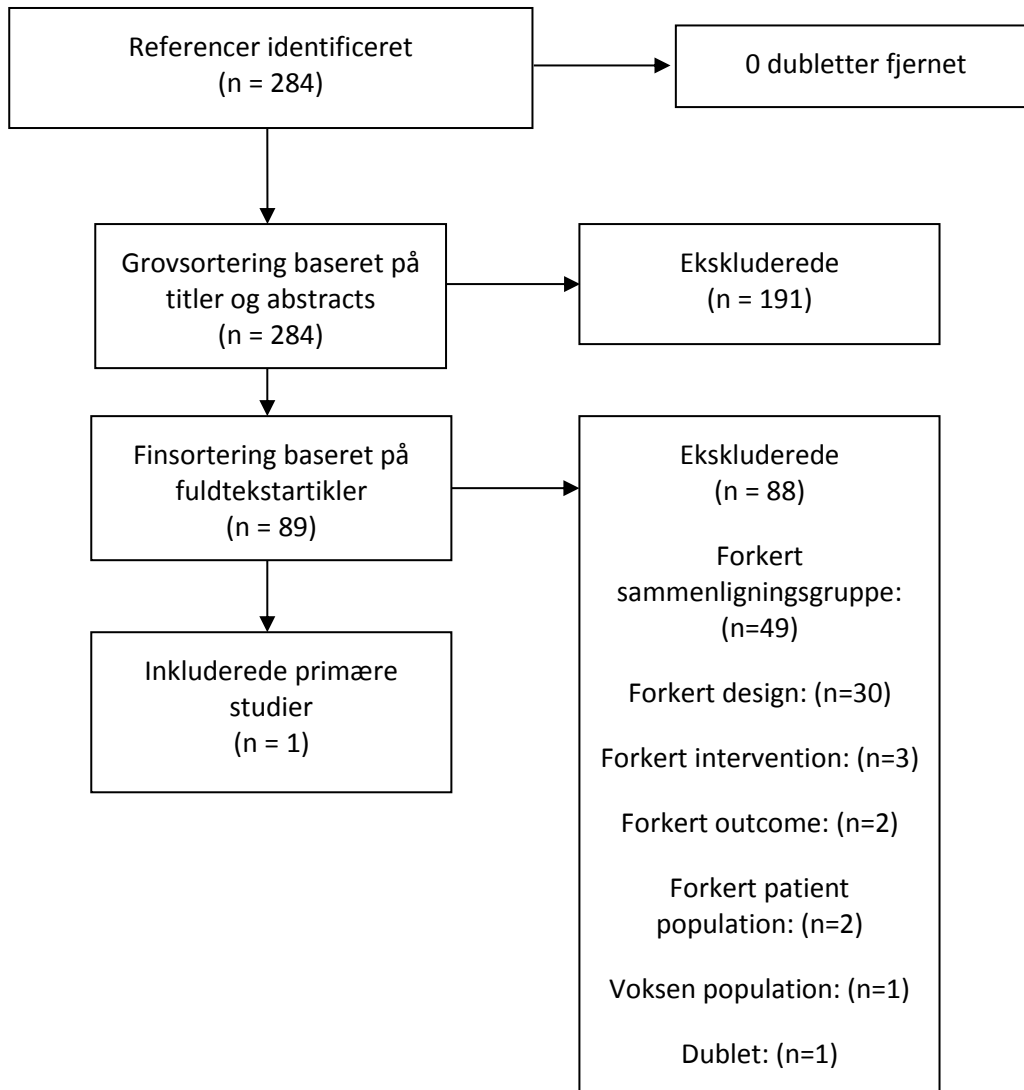 Referencer identificeret
(n = 284)
0 dubletter fjernet
Grovsortering baseret på
titler og abstracts
(n = 284)
Ekskluderede
(n = 191)
Finsortering baseret på
fuldtekstartikler
(n = 89)
Ekskluderede
(n = 88)
Forkert
sammenligningsgruppe:
(n=49)
Forkert design: (n=30)
Forkert intervention: (n=3)
Forkert outcome: (n=2)
Forkert patient
population: (n=2)
Voksen population: (n=1)
Dublet: (n=1)
Inkluderede primære
studier
(n = 1)